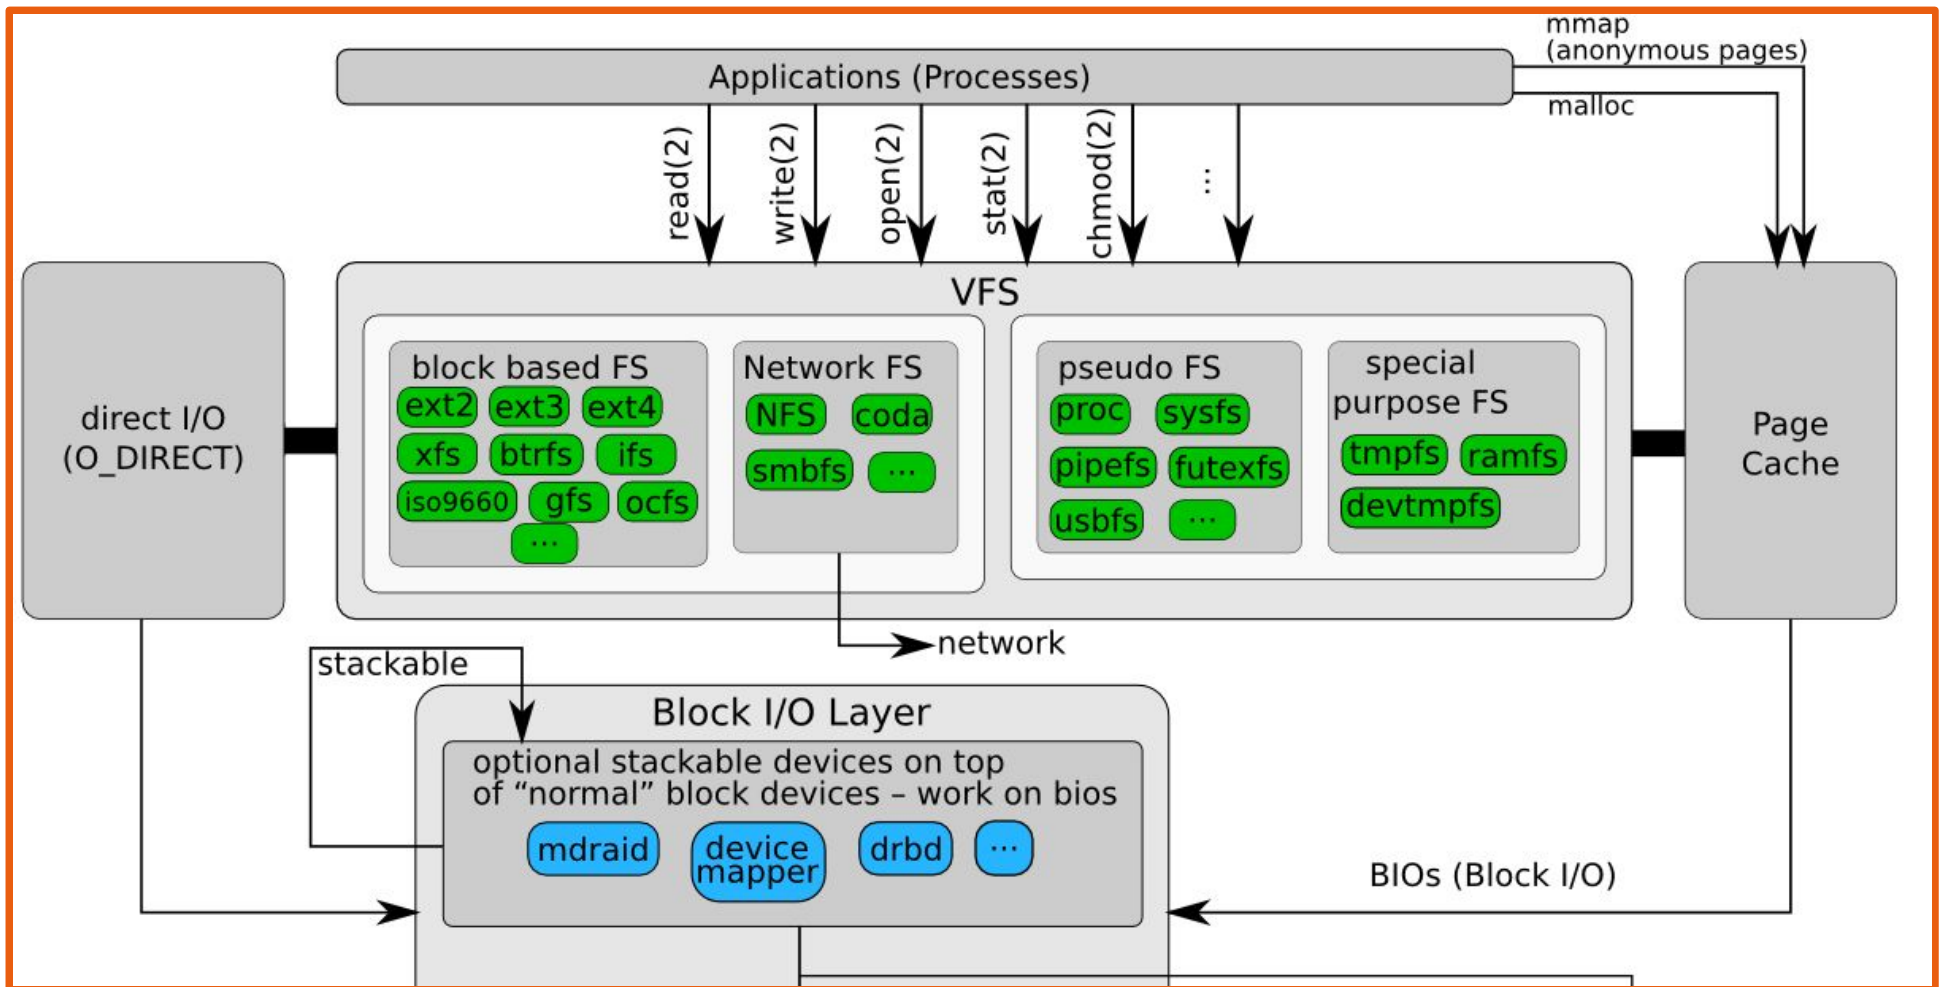 mmap
(anonymous pages)
Applications (Processes)
malloc
read(2)
write(2)
open(2)
stat(2)
chmod(2)
...
VFS
direct I/O
(O_DIRECT)
block based FS
ext2 ext3 ext4
xfs btrfs ifs
iso9660 gfs ocfs
...
Network FS
NFS coda
smbfs ...
pseudo FS
proc sysfs
pipefs futexfs
usbfs ...
special
purpose FS
tmpfs ramfs
devtmpfs
Page
Cache
network
stackable
Block I/O Layer
optional stackable devices on top
of “normal” block devices – work on bios
mdraid
device
mapper
drbd
...
BIOs (Block I/O)